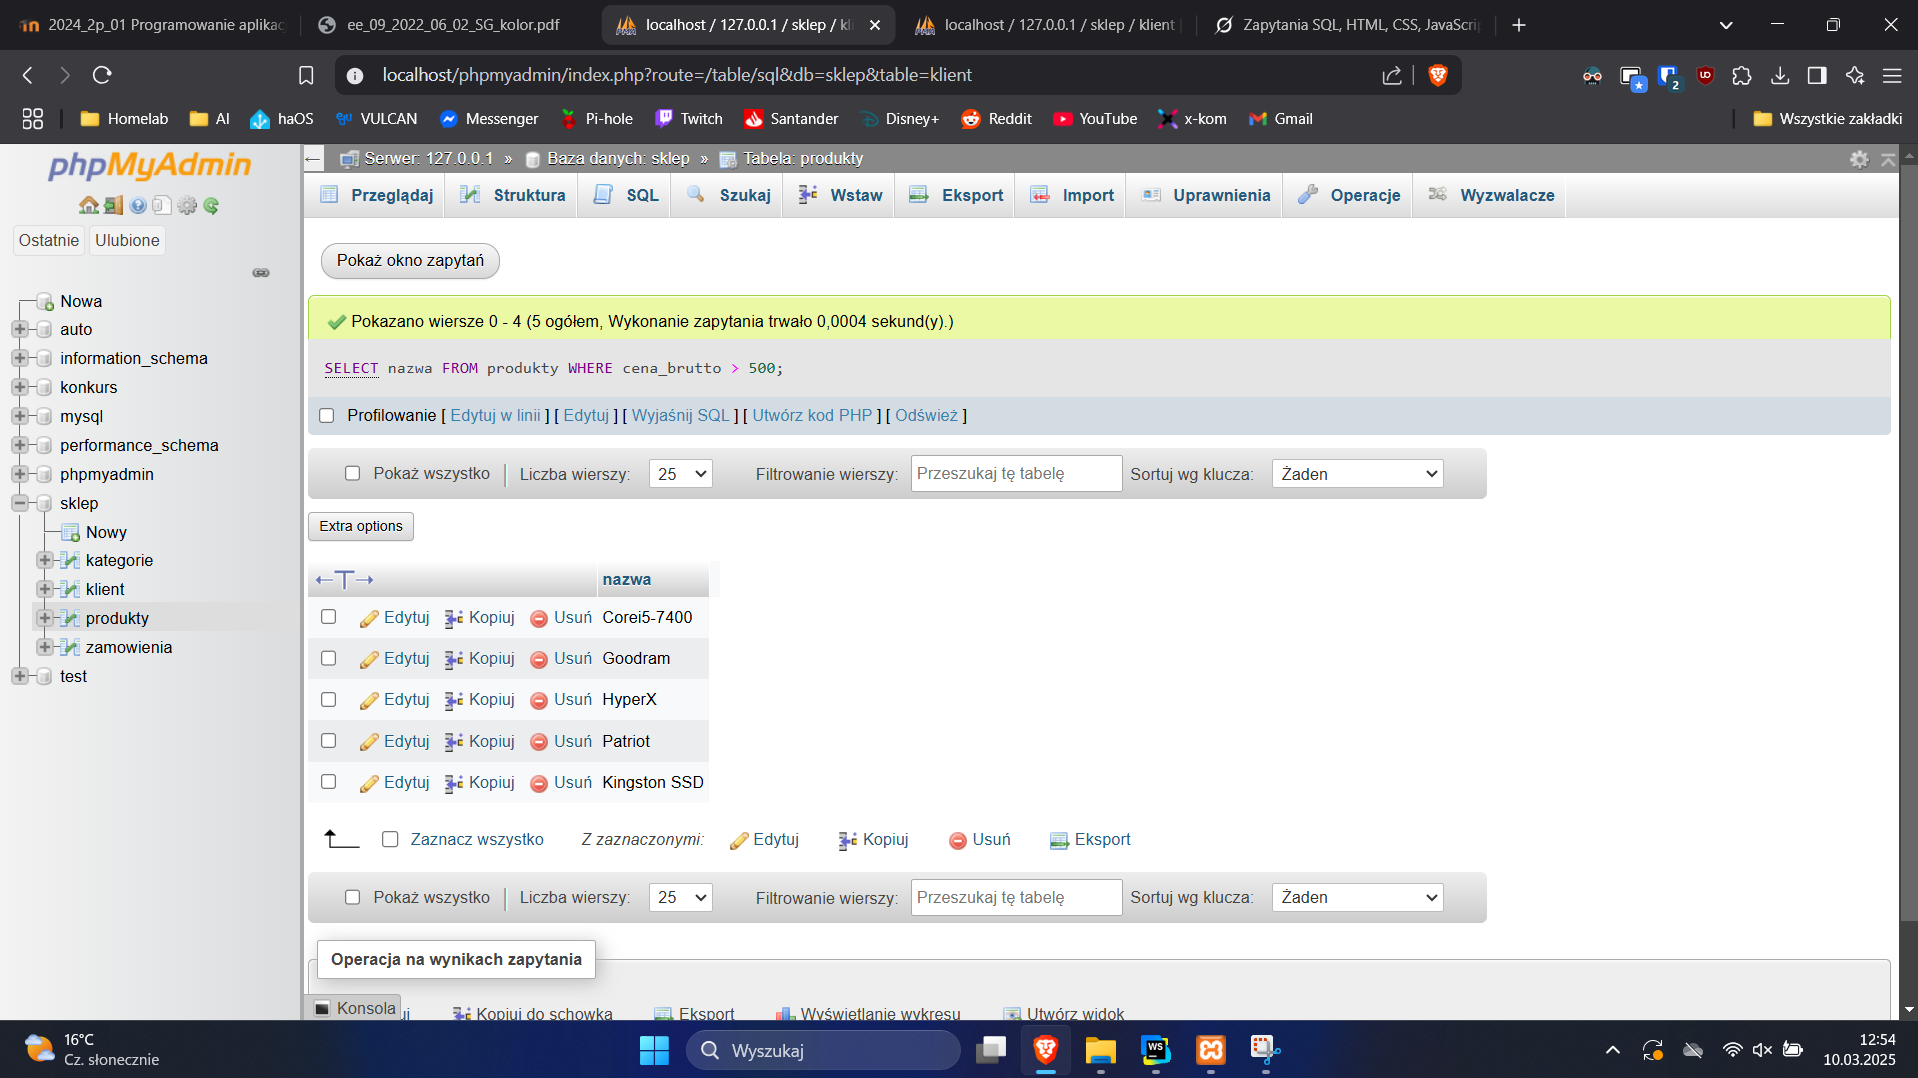 2024_2p_01 Programowanie aplikac
ee_09_2022_06_02_SG_kolor.pdf
localhost / 127.0.0.1 / sklep / kli
localhost / 127.0.0.1 / sklep / klient
Zapytania SQL, HTML, CSS, JavaScri
localhost/phpmyadmin/index.php?route=/table/sql&db=sklep&table=klient
2
Homelab
AI
haOS
VULCAN
Messenger
Pi-hole
Twitch
Santander
Disney+
Reddit
YouTube
x-kom
Gmail
Wszystkie zakładki
phpMyAdmin
Ostatnie
Ulubione
Nowa
auto
information_schema
konkurs
mysql
performance_schema
phpmyadmin
sklep
Nowy
kategorie
klient
produkty
zamowienia
test
Serwer: 127.0.0.1 » Baza danych: sklep » Tabela: produkty
Przeglądaj
Struktura
SQL
Szukaj
Wstaw
Eksport
Import
Uprawnienia
Operacje
Wyzwalacze
Pokaż okno zapytań
Pokazano wiersze 0 - 4 (5 ogółem, Wykonanie zapytania trwało 0,0004 sekund(y).)
SELECT nazwa FROM produkty WHERE cena_brutto > 500;
Profilowanie [ Edytuj w linii ] [ Edytuj ] [ Wyjaśnij SQL ] [ Utwórz kod PHP ] [ Odśwież ]
Pokaż wszystko | Liczba wierszy: 25 Filtrowanie wierszy: Przeszukaj tę tabelę Sortuj wg klucza: Żaden
Extra options
←T→ nazwa
Edytuj Kopiuj Usuń Corei5-7400
Edytuj Kopiuj Usuń Goodram
Edytuj Kopiuj Usuń HyperX
Edytuj Kopiuj Usuń Patriot
Edytuj Kopiuj Usuń Kingston SSD
Zaznacz wszystko Z zaznaczonymi: Edytuj Kopiuj Usuń Eksport
Pokaż wszystko | Liczba wierszy: 25 Filtrowanie wierszy: Przeszukaj tę tabelę Sortuj wg klucza: Żaden
Operacja na wynikach zapytania
Konsola
Kopiuj do schowka
Eksport
Wyświetlanie wykresu
Utwórz widok
16°C
Cz. słonecznie
Wyszukaj
WS
12:54
10.03.2025